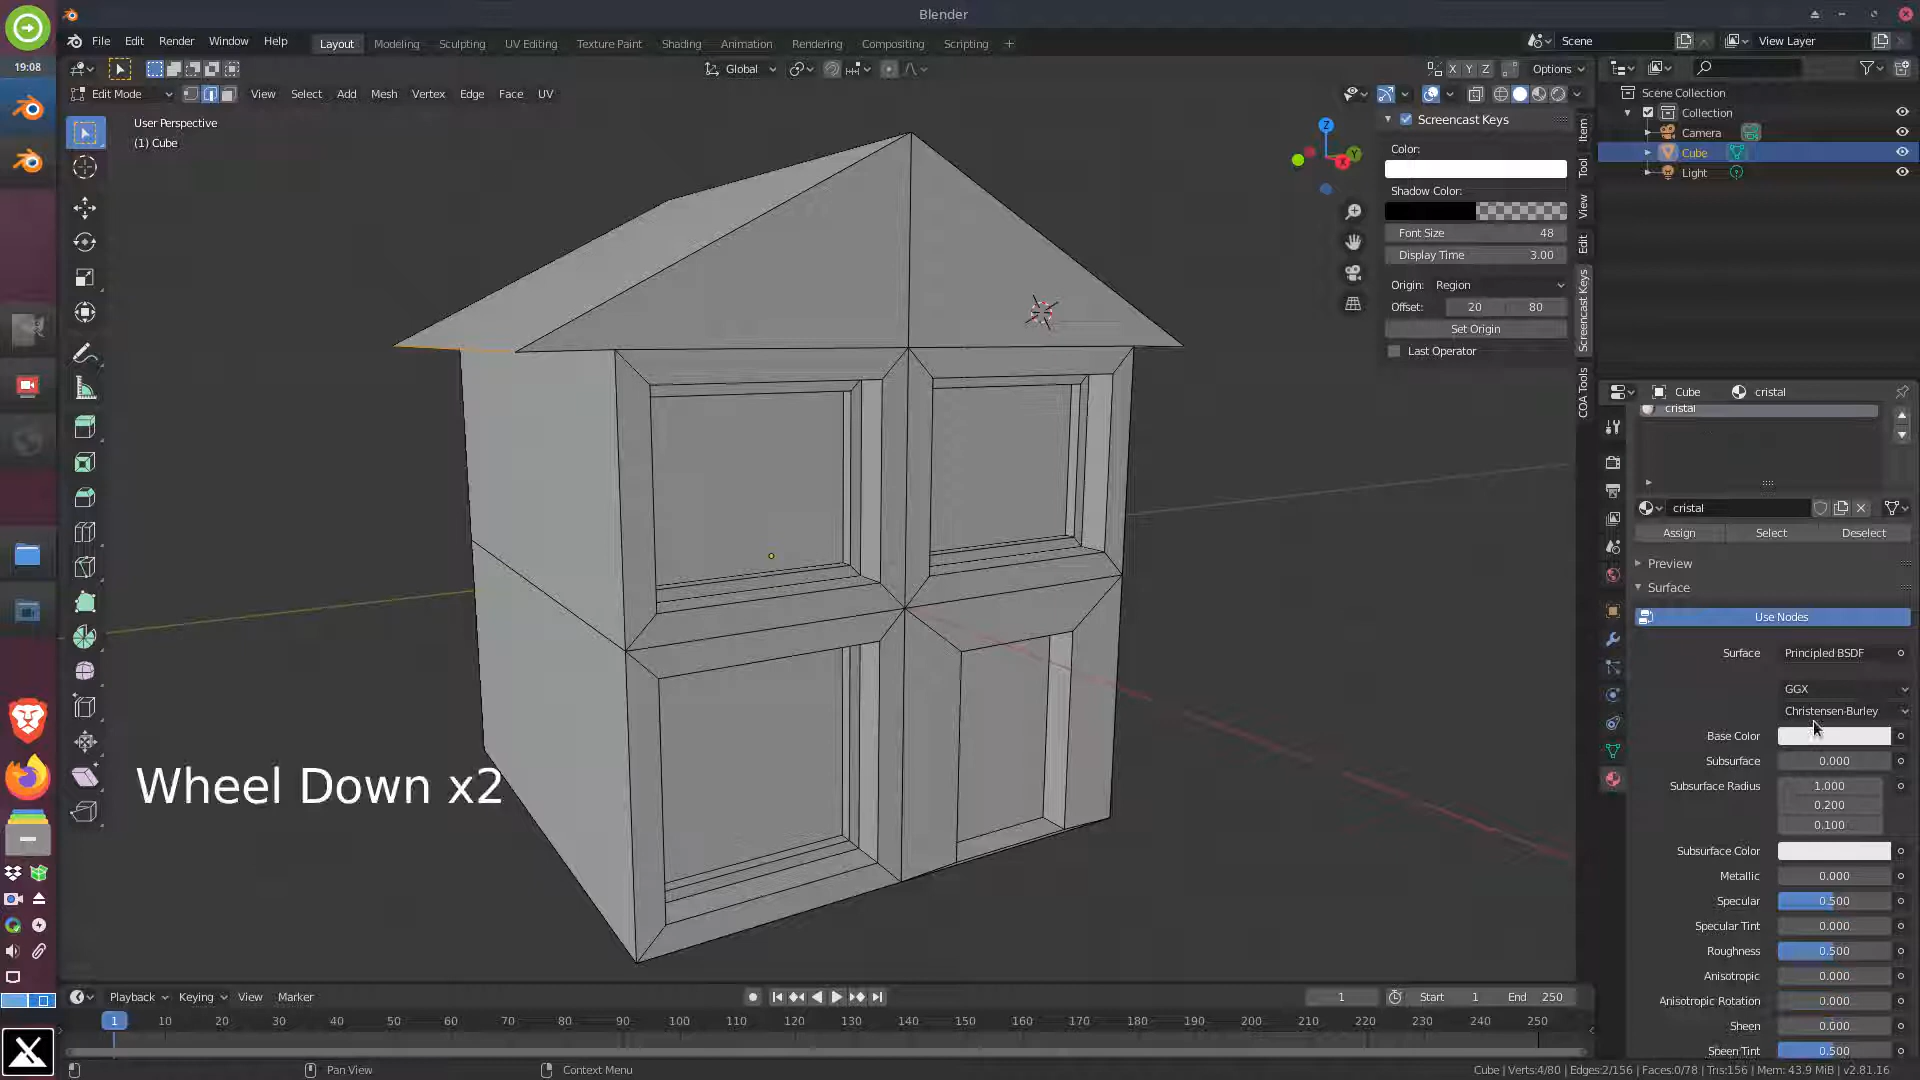 Blender
19:08
File Edit Render Window Help
Layout Modeling Sculpting UV Editing Texture Paint Shading Animation Rendering Compositing Scripting +
Scene
View Layer
Global
X Y Z
Options
Edit Mode
View Select Add Mesh Vertex Edge Face UV
User Perspective
(1) Cube
Z
Y
X
Screencast Keys
Color:
Shadow Color:
Font Size 48
Display Time 3.00
Origin: Region
Offset: 20 80
Set Origin
Last Operator
Item
Tool
View
Edit
Screencast Keys
COA Tools
Scene Collection
Collection
Camera
Cube
Light
Cube
cristal
cristal
cristal
Assign Select Deselect
Preview
Surface
Use Nodes
Surface Principled BSDF
GGX
Christensen-Burley
Base Color
Subsurface 0.000
Subsurface Radius 1.000
0.200
0.100
Subsurface Color
Metallic 0.000
Specular 0.500
Specular Tint 0.000
Roughness 0.500
Anisotropic 0.000
Anisotropic Rotation 0.000
Sheen 0.000
Sheen Tint 0.500
Wheel Down x2
Playback Keying View Marker
1
Start 1
End 250
1 10 20 30 40 50 60 70 80 90 100 110 120 130 140 150 160 170 180 190 200 210 220 230 240 250
Pan View
Context Menu
Cube | Verts:4/80 | Edges:2/156 | Faces:0/78 | Tris:156 | Mem: 43.9 MiB | v2.81.16